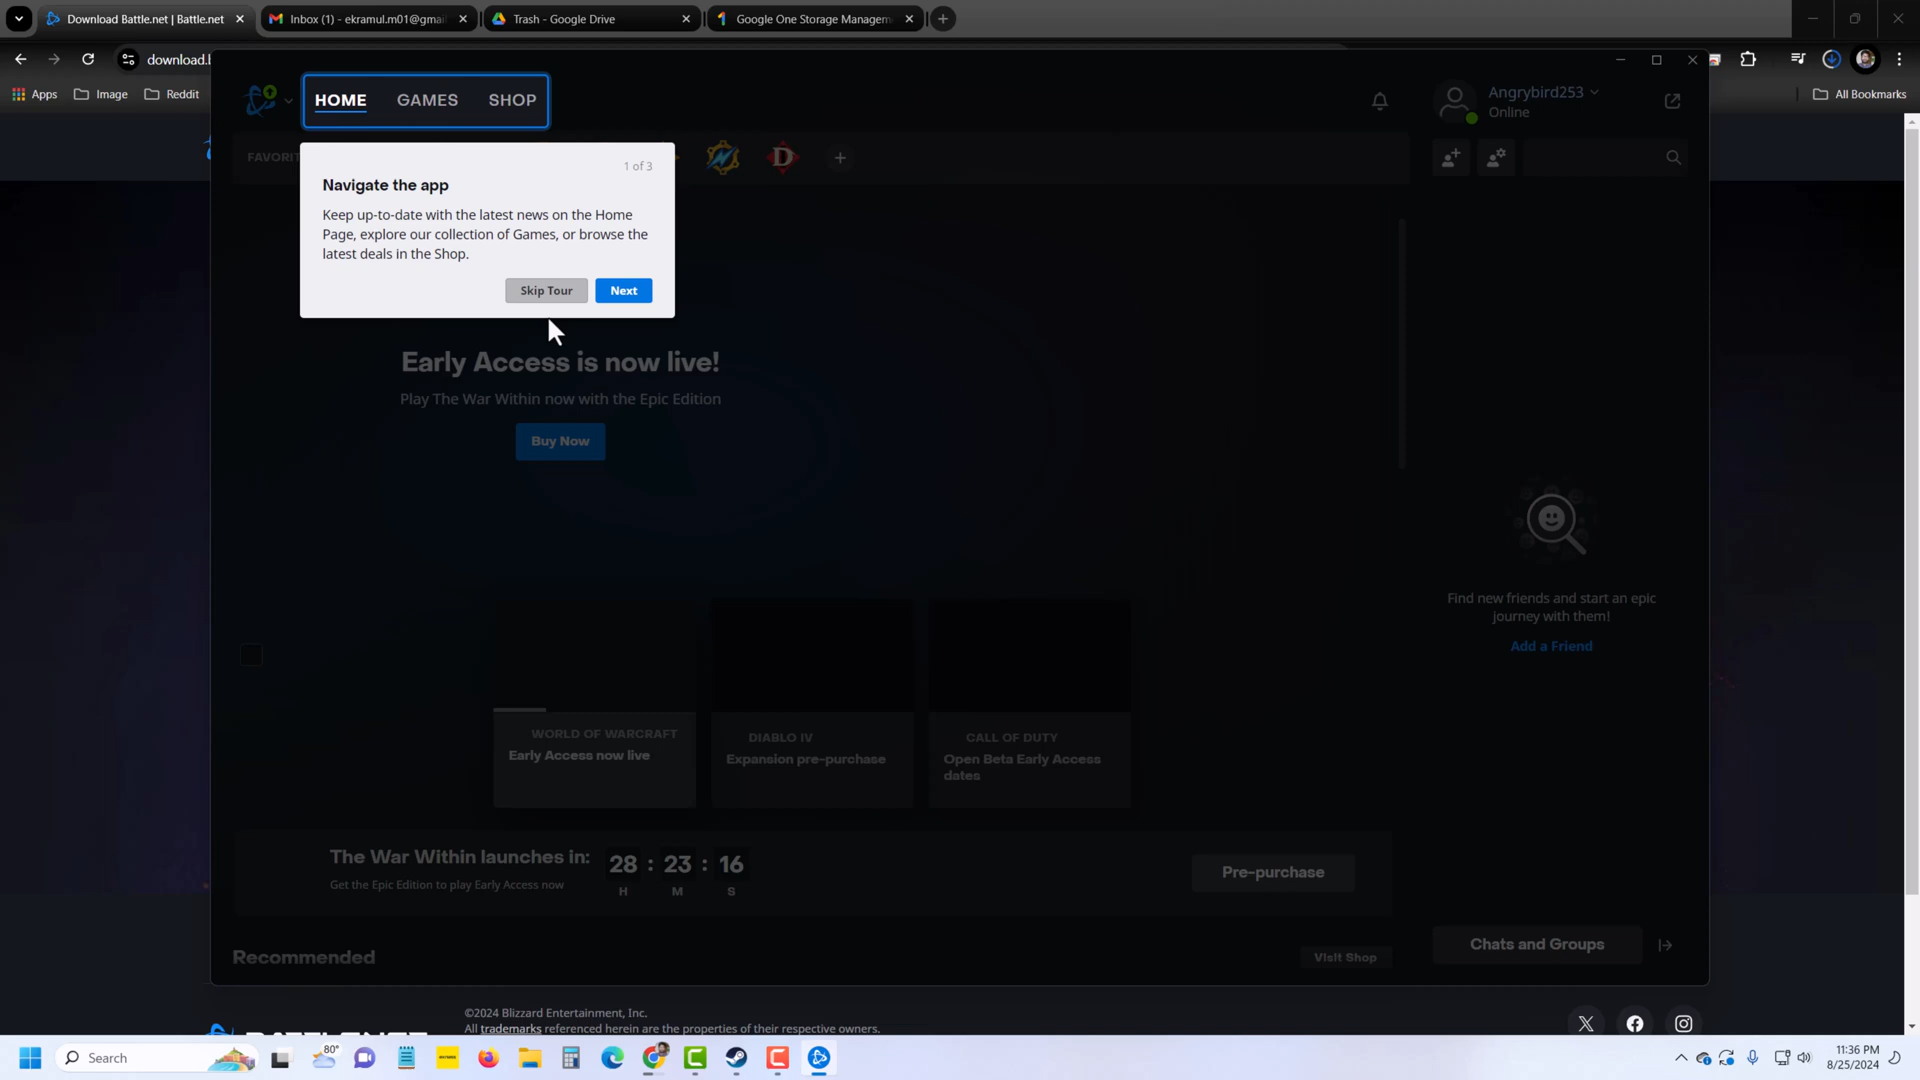 Download Battle.net | Battle.net
Inbox (1) - ekramul.m01@gmai
Trash - Google Drive
Google One Storage Managem
download.b
Apps
Image
Reddit
All Bookmarks
HOME
GAMES
SHOP
Angrybird253
Online
FAVORI
1 of 3
Navigate the app
Keep up-to-date with the latest news on the Home
Page, explore our collection of Games, or browse the
latest deals in the Shop.
Skip Tour
Next
Early Access is now live!
Play The War Within now with the Epic Edition
Buy Now
Find new friends and start an epic
journey with them!
Add a Friend
WORLD OF WARCRAFT
Early Access now live
DIABLO IV
Expansion pre-purchase
CALL OF DUTY
Open Beta Early Access
dates
The War Within launches in:
Get the Epic Edition to play Early Access now
28 : 23 : 16
H M S
Pre-purchase
Recommended
Visit Shop
Chats and Groups
©2024 Blizzard Entertainment, Inc.
All trademarks referenced herein are the properties of their respective owners.
Search
80°
11:36 PM
8/25/2024